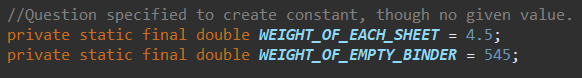 //Question specified to create constant, though no given value.
private static final double WEIGHT_OF_EACH_SHEET = 4.5;
private static final double WEIGHT_OF_EMPTY_BINDER = 545;